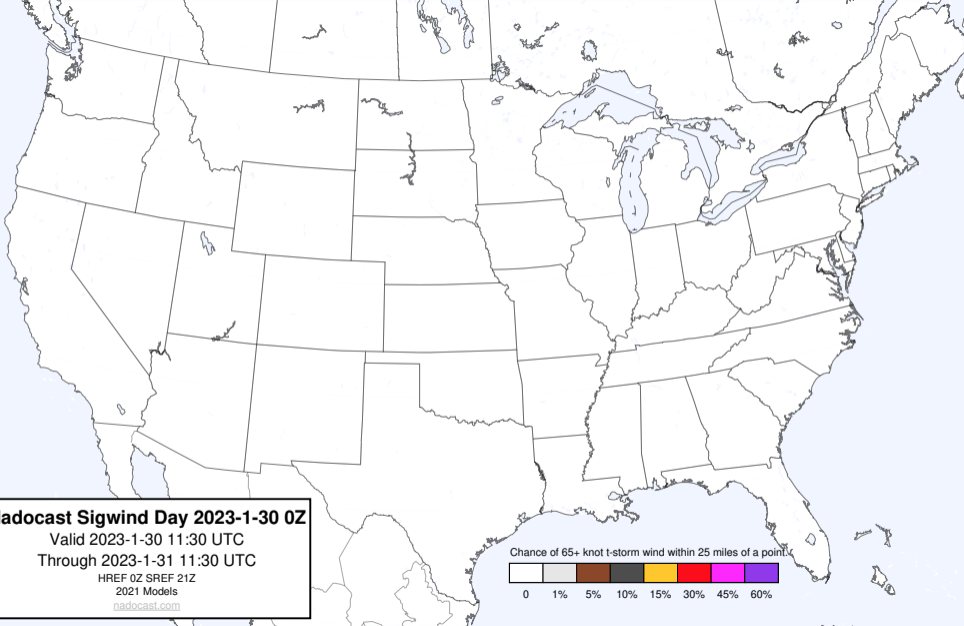 adocast Sigwind Day 2023-1-30 0Z
Valid 2023-1-30 11:30 UTC
Through 2023-1-31 11:30 UTC
HREF 0Z SREF 21Z
2021 Models
nadocast.com
Chance of 65+ knot t-storm wind within 25 miles of a point.
0 1% 5% 10% 15% 30% 45% 60%